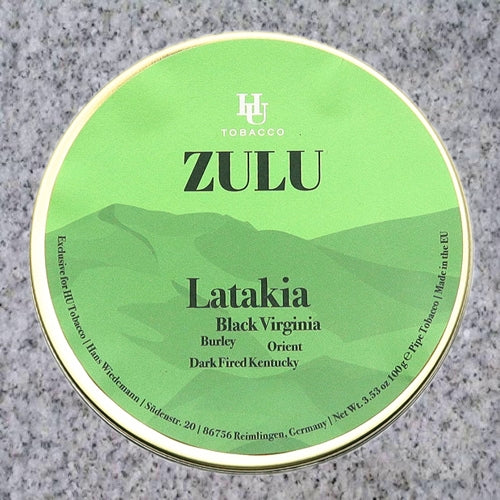 HU
TOBACCO
ZULU
Latakia
Black Virginia
Burley Orient
Dark Fired Kentucky
Exclusive for HU Tobacco | Hans Wiedemann | Südenstr. 20 | 86756 Reimlingen, Germany | Net Wt. 3.53 oz 100g ℮ Pipe Tobacco | Made in the EU